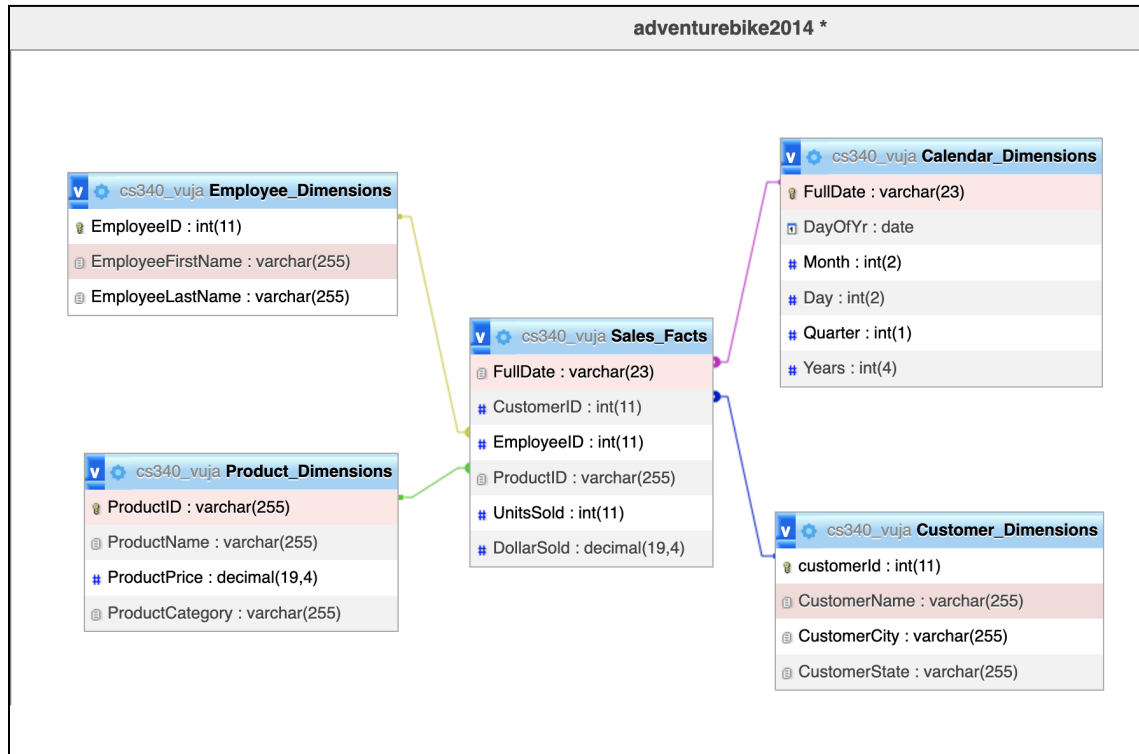 adventurebike2014 *
v cs340_vuja Employee_Dimensions
EmployeeID : int(11)
EmployeeFirstName : varchar(255)
EmployeeLastName : varchar(255)
v cs340_vuja Product_Dimensions
ProductID : varchar(255)
ProductName : varchar(255)
# ProductPrice : decimal(19,4)
ProductCategory : varchar(255)
v cs340_vuja Sales_Facts
FullDate : varchar(23)
# CustomerID : int(11)
# EmployeeID : int(11)
ProductID : varchar(255)
# UnitsSold : int(11)
# DollarSold : decimal(19,4)
v cs340_vuja Calendar_Dimensions
FullDate : varchar(23)
DayOfYr : date
# Month : int(2)
# Day : int(2)
# Quarter : int(1)
# Years : int(4)
v cs340_vuja Customer_Dimensions
customerId : int(11)
CustomerName : varchar(255)
CustomerCity : varchar(255)
CustomerState : varchar(255)